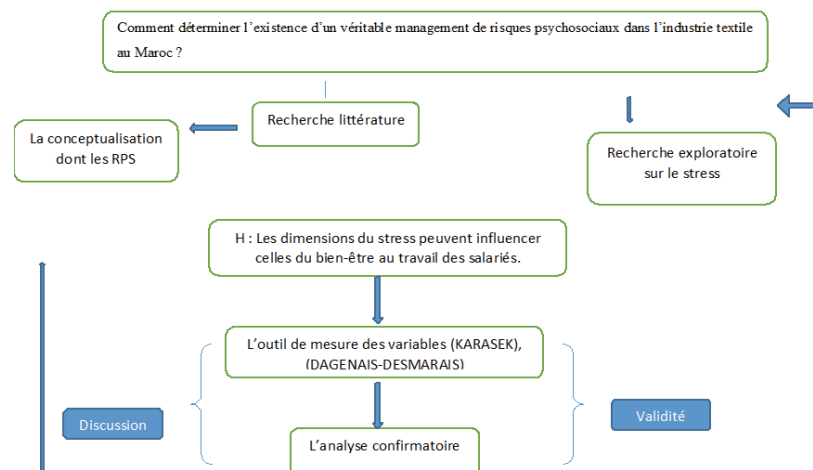 Comment déterminer l'existence d'un véritable management de risques psychosociaux dans l'industrie textile
au Maroc ?
Recherche littérature
La conceptualisation
dont les RPS
Recherche exploratoire
sur le stress
H : Les dimensions du stress peuvent influencer
celles du bien-être au travail des salariés.
L'outil de mesure des variables (KARASEK),
(DAGENAIS-DESMARAIS)
Discussion
Validité
L'analyse confirmatoire